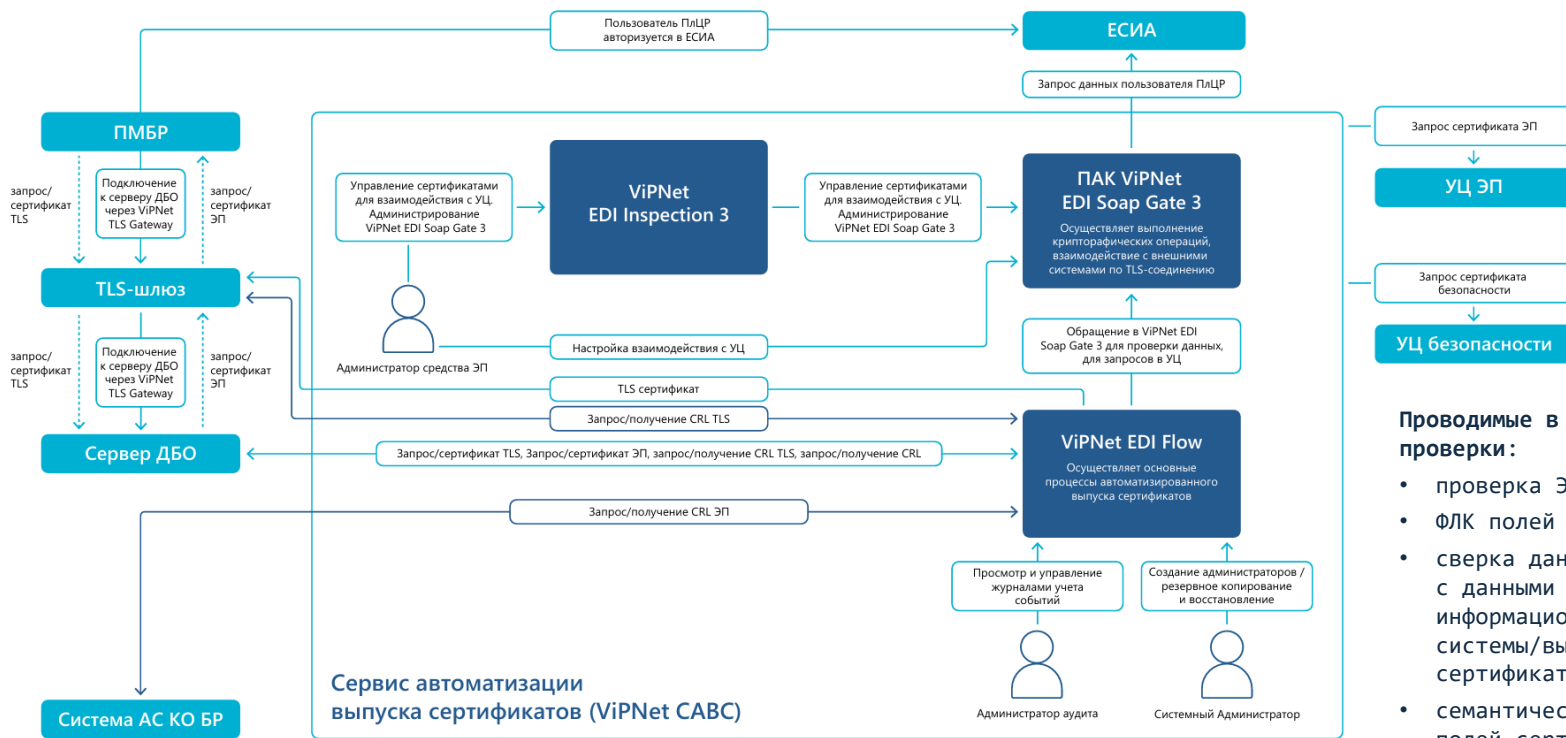 Пользователь ПлЦР
авторизуется в ЕСИА
ЕСИА
Запрос данных пользователя ПлЦР
ПМБР
запрос/
сертификат
TLS
Подключение
к серверу ДБО
через ViPNet
TLS Gateway
запрос/
сертификат
ЭП
TLS-шлюз
запрос/
сертификат
TLS
Подключение
к серверу ДБО
через ViPNet
TLS Gateway
запрос/
сертификат
ЭП
Сервер ДБО
Система АС КО БР
Управление сертификатами
для взаимодействия с УЦ.
Администрирование
ViPNet EDI Soap Gate 3
ViPNet
EDI Inspection 3
Управление сертификатами
для взаимодействия с УЦ.
Администрирование
ViPNet EDI Soap Gate 3
ПАК ViPNet
EDI Soap Gate 3
Осуществляет выполнение
крипторафических операций,
взаимодействие с внешними
системами по TLS-соединению
Администратор средства ЭП
Настройка взаимодействия с УЦ
Обращение в ViPNet EDI
Soap Gate 3 для проверки данных,
для запросов в УЦ
TLS сертификат
Запрос/получение CRL TLS
Запрос/сертификат TLS, Запрос/сертификат ЭП, запрос/получение CRL TLS, запрос/получение CRL
Запрос/получение CRL ЭП
ViPNet EDI Flow
Осуществляет основные
процессы автоматизированного
выпуска сертификатов
Просмотр и управление
журналами учета
событий
Создание администраторов /
резервное копирование
и восстановление
Администратор аудита
Системный Администратор
Сервис автоматизации
выпуска сертификатов (ViPNet САВС)
Запрос сертификата ЭП
УЦ ЭП
Запрос сертификата
безопасности
УЦ безопасности
Проводимые в
проверки:
• проверка
• ФЛК полей
• сверка
с данными